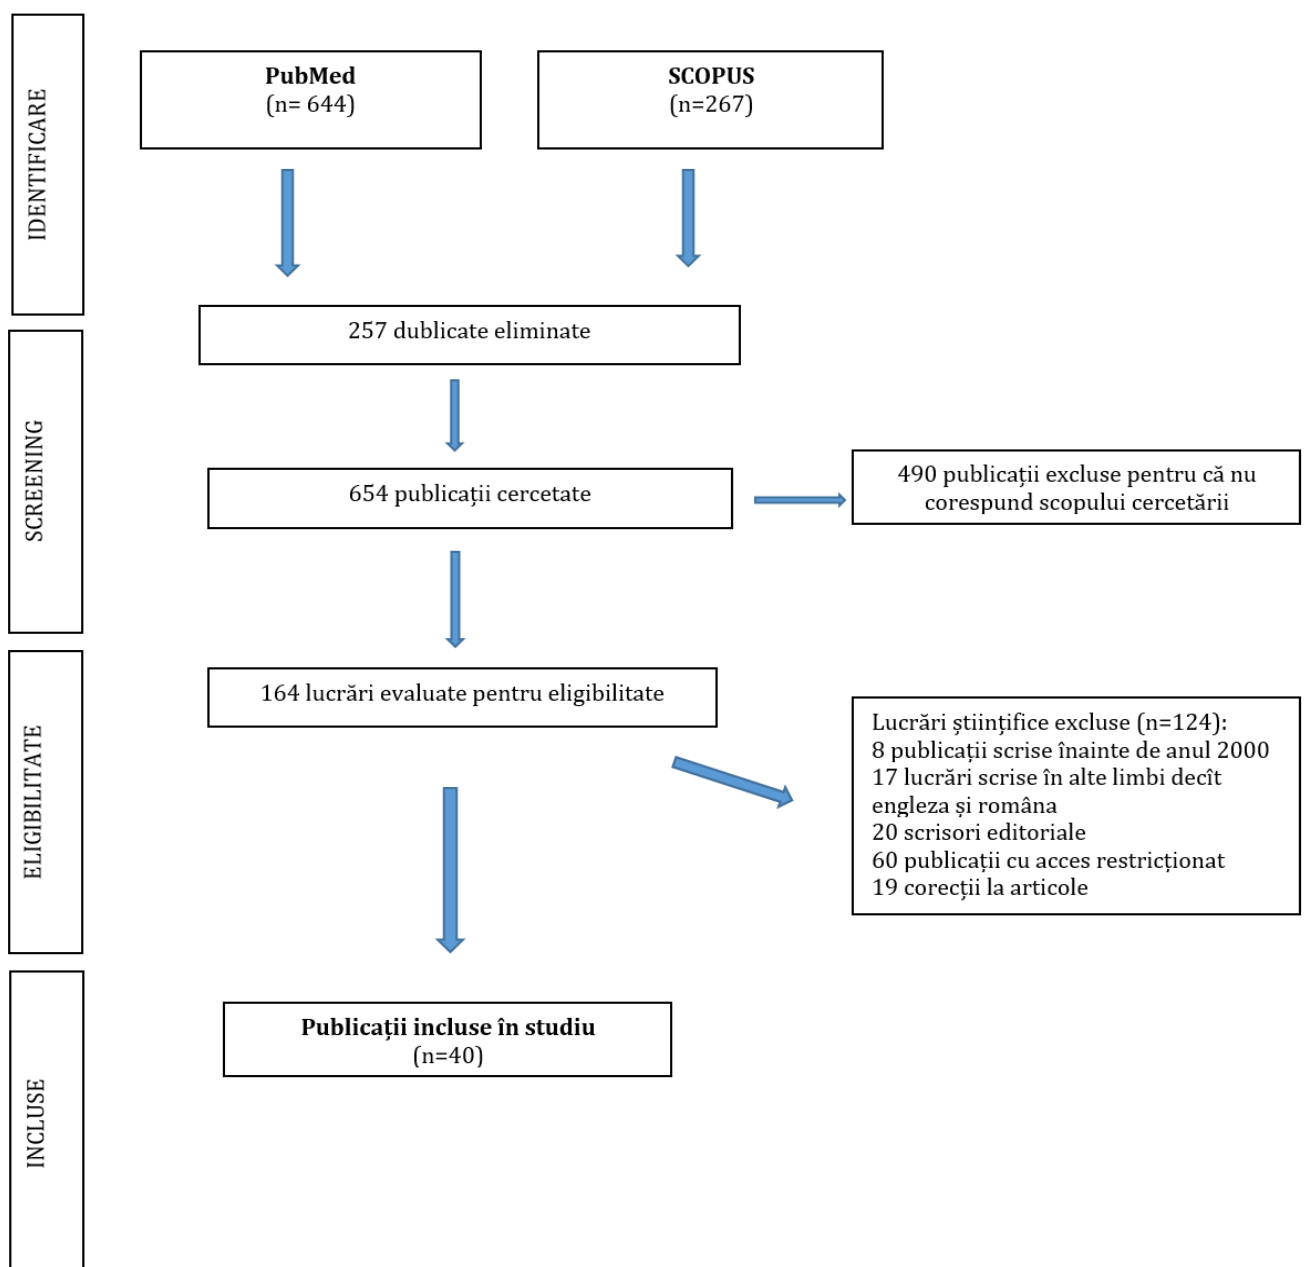 IDENTIFICARE
PubMed
(n= 644)
SCOPUS
(n=267)
257 dublicate eliminate
SCREENING
654 publicații cercetate
490 publicații excluse pentru că nu
corespund scopului cercetării
ELIGIBILITATE
164 lucrări evaluate pentru eligibilitate
Lucrări științifice excluse (n=124):
8 publicații scrise înainte de anul 2000
17 lucrări scrise în alte limbi decît
engleza și româna
20 scrisori editoriale
60 publicații cu acces restricționat
19 corecții la articole
INCLUSE
Publicații incluse în studiu
(n=40)